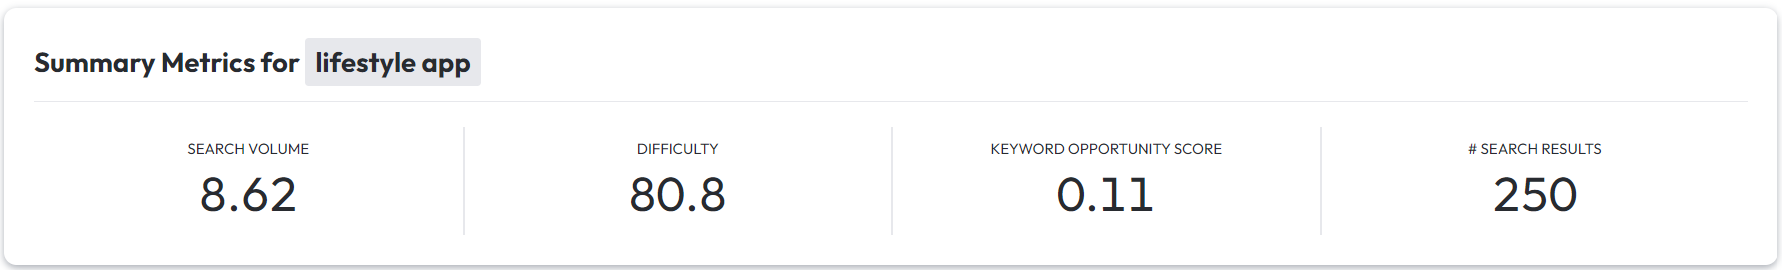 Summary Metrics for lifestyle app
SEARCH VOLUME
8.62
DIFFICULTY
80.8
KEYWORD OPPORTUNITY SCORE
0.11
# SEARCH RESULTS
250